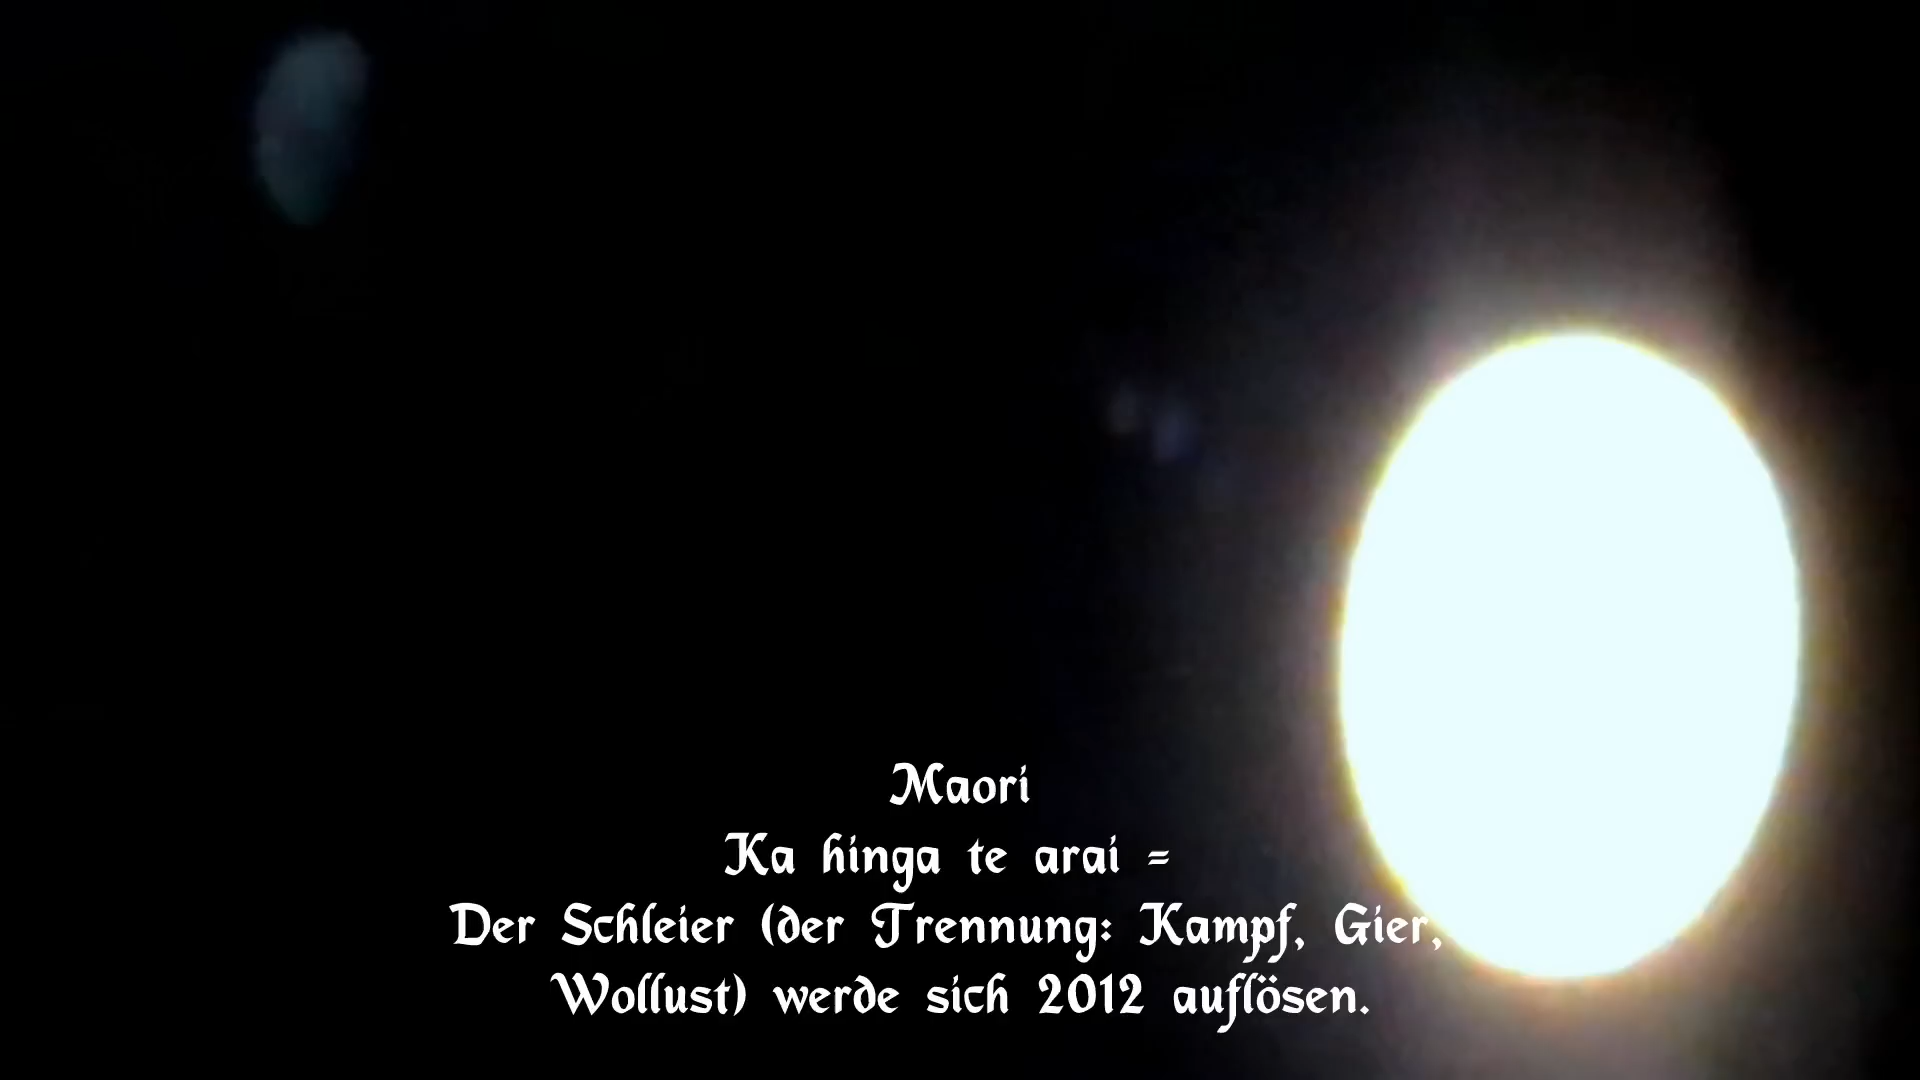 Maori
Ka hinga te arai =
Der Schleier (der Trennung: Kampf, Gier,
Wollust) werde sich 2012 auflösen.